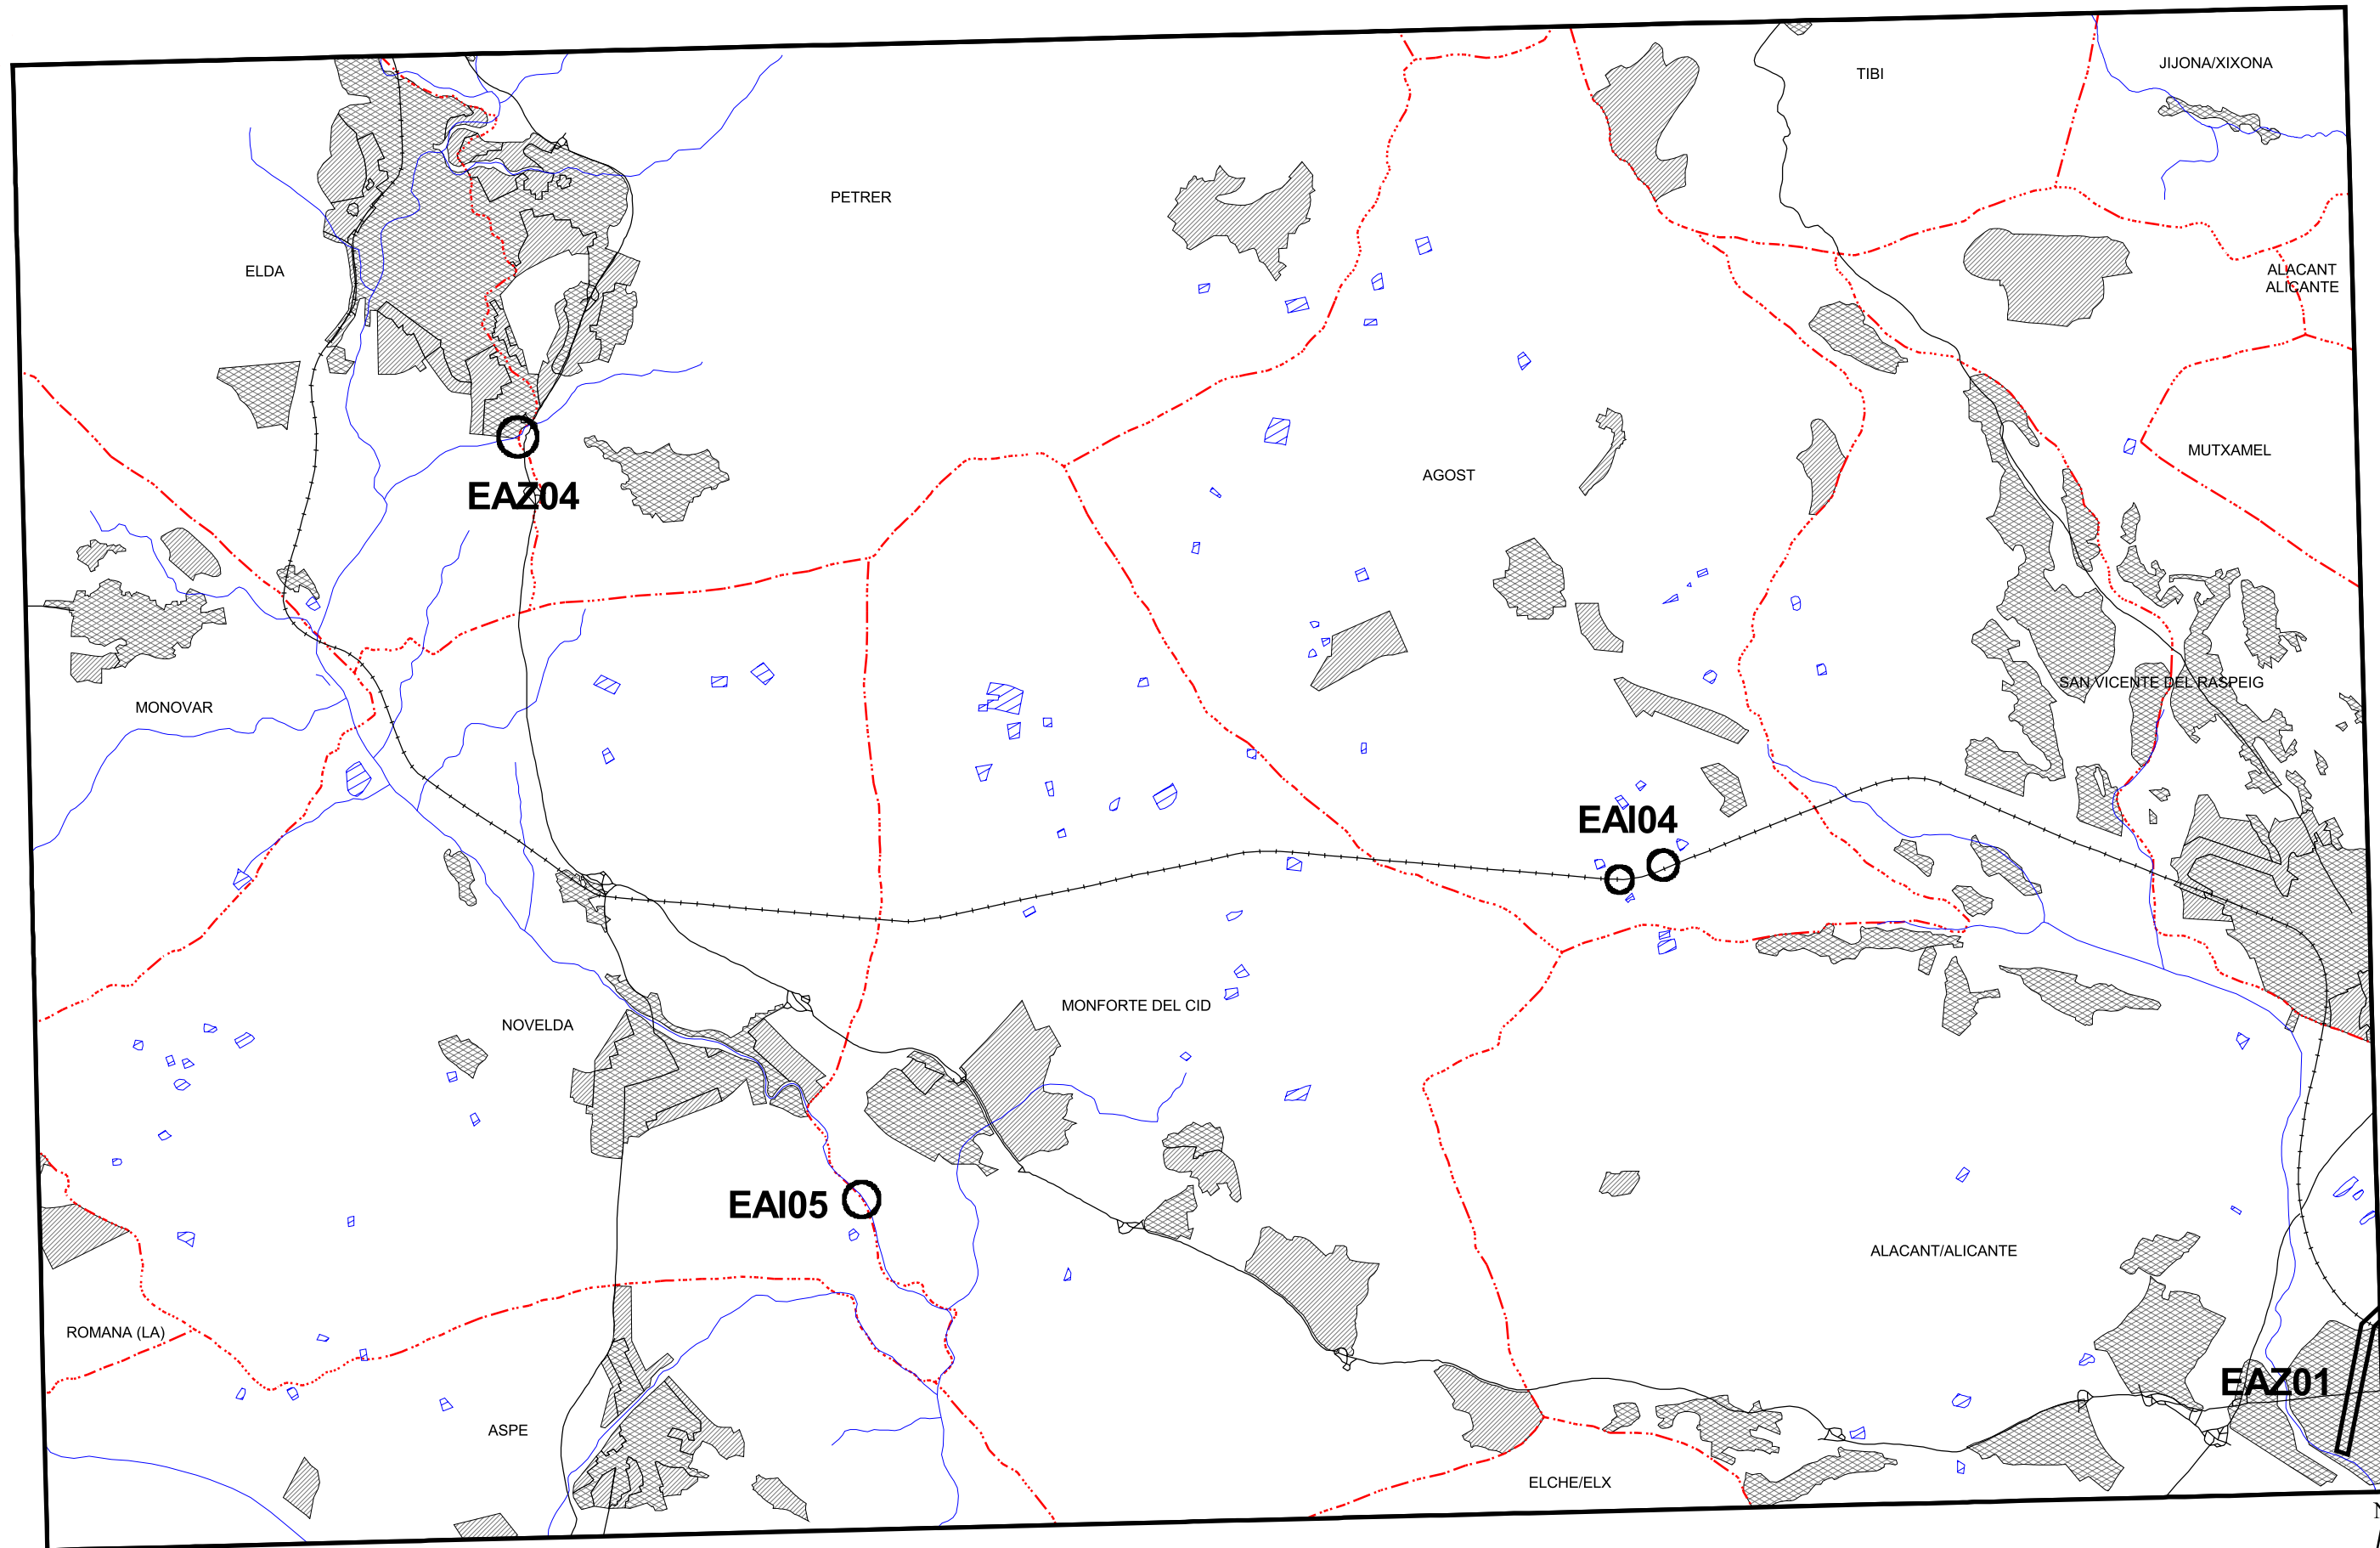 JIJONA/XIXONA
TIBI
PETRER
ELDA
ALACANT
ALICANTE
MUTXAMEL
AGOST
EAZ04
SAN VICENTE DEL RASPEIG
MONOVAR
EAI04
MONFORTE DEL CID
NOVELDA
EAI05
ALACANT/ALICANTE
ROMANA (LA)
EAZ01
ASPE
ELCHE/ELX